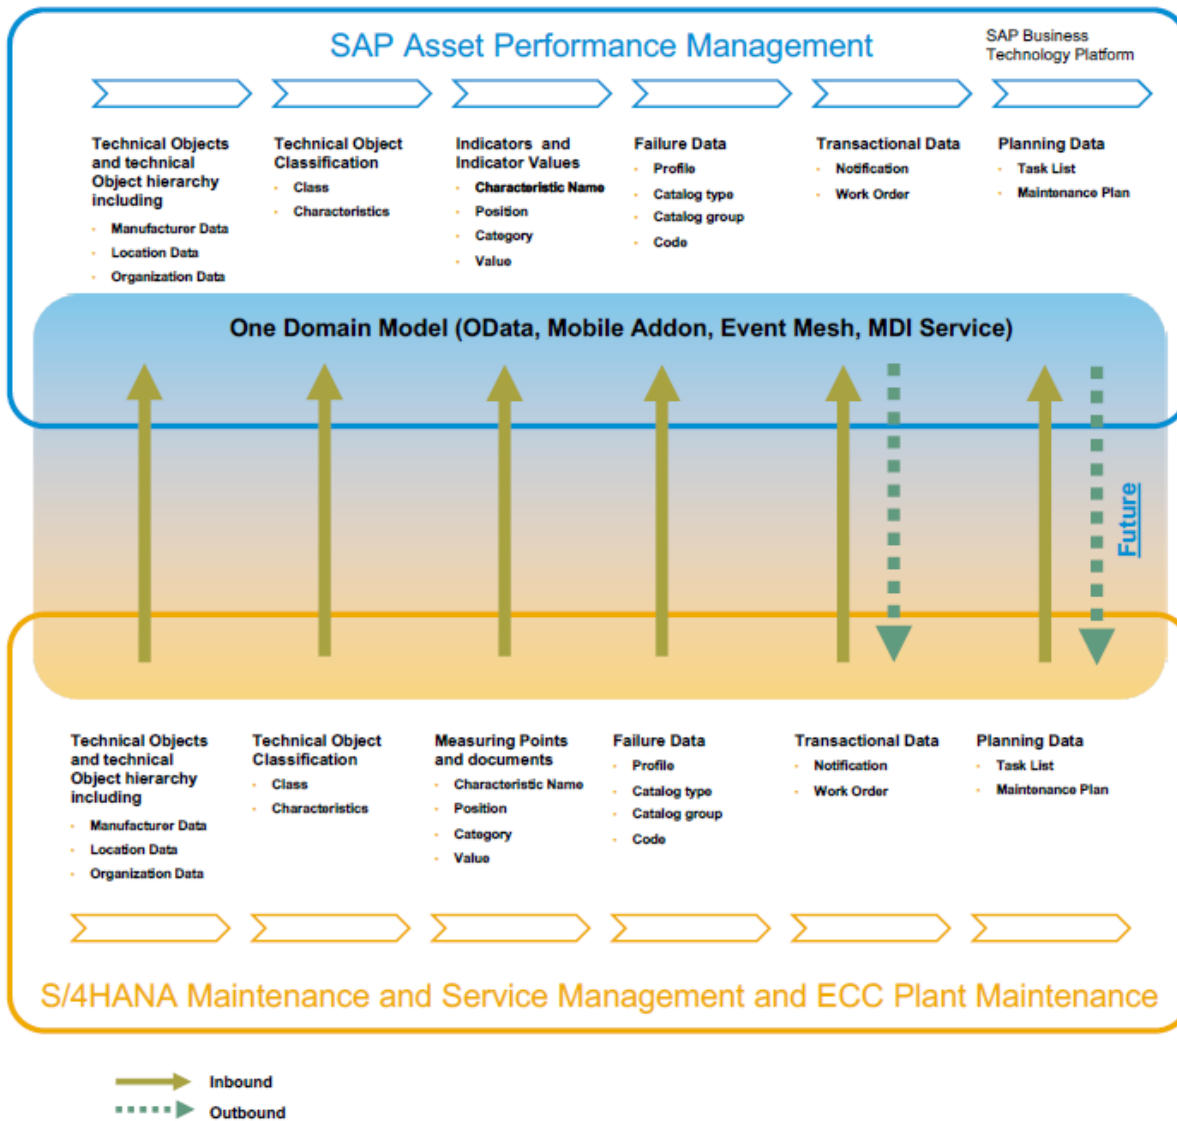 SAP Asset Performance Management
SAP Business
Technology Platform
Technical Objects
and technical
Object hierarchy
including
Manufacturer Data
Location Data
Organization Data
Technical Object
Classification
Class
Characteristics
Indicators and
Indicator Values
Characteristic Name
Position
Category
Value
Failure Data
Profile
Catalog type
Catalog group
Code
Transactional Data
Notification
Work Order
Planning Data
Task List
Maintenance Plan
One Domain Model (OData, Mobile Addon, Event Mesh, MDI Service)
Future
Technical Objects
and technical
Object hierarchy
including
Manufacturer Data
Location Data
Organization Data
Technical Object
Classification
Class
Characteristics
Measuring Points
and documents
Characteristic Name
Position
Category
Value
Failure Data
Profile
Catalog type
Catalog group
Code
Transactional Data
Notification
Work Order
Planning Data
Task List
Maintenance Plan
S/4HANA Maintenance and Service Management and ECC Plant Maintenance
Inbound
Outbound